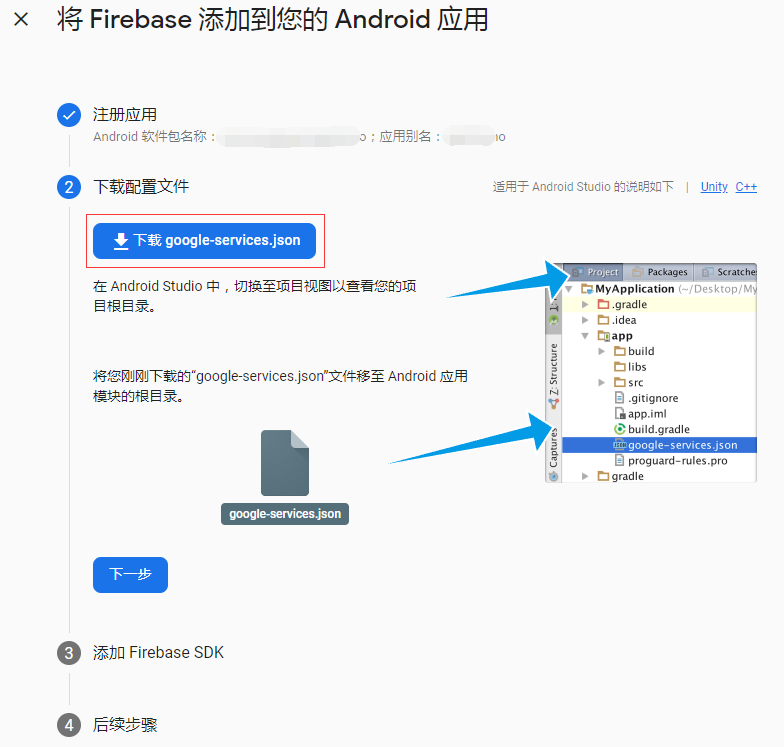 将 Firebase 添加到您的 Android 应用
注册应用
Android 软件包名称：o；应用别名：no
2
下载配置文件
适用于 Android Studio 的说明如下 | Unity C++
下载 google-services.json
在 Android Studio 中，切换至项目视图以查看您的项
目根目录。
将您刚刚下载的“google-services.json”文件移至 Android 应用
模块的根目录。
google-services.json
Project Packages Scratche
MyApplication (~/Desktop/My
.gradle
.idea
app
build
libs
src
.gitignore
app.iml
build.gradle
google-services.json
proguard-rules.pro
gradle
Z: Structure
Captures
下一步
3
添加 Firebase SDK
4
后续步骤